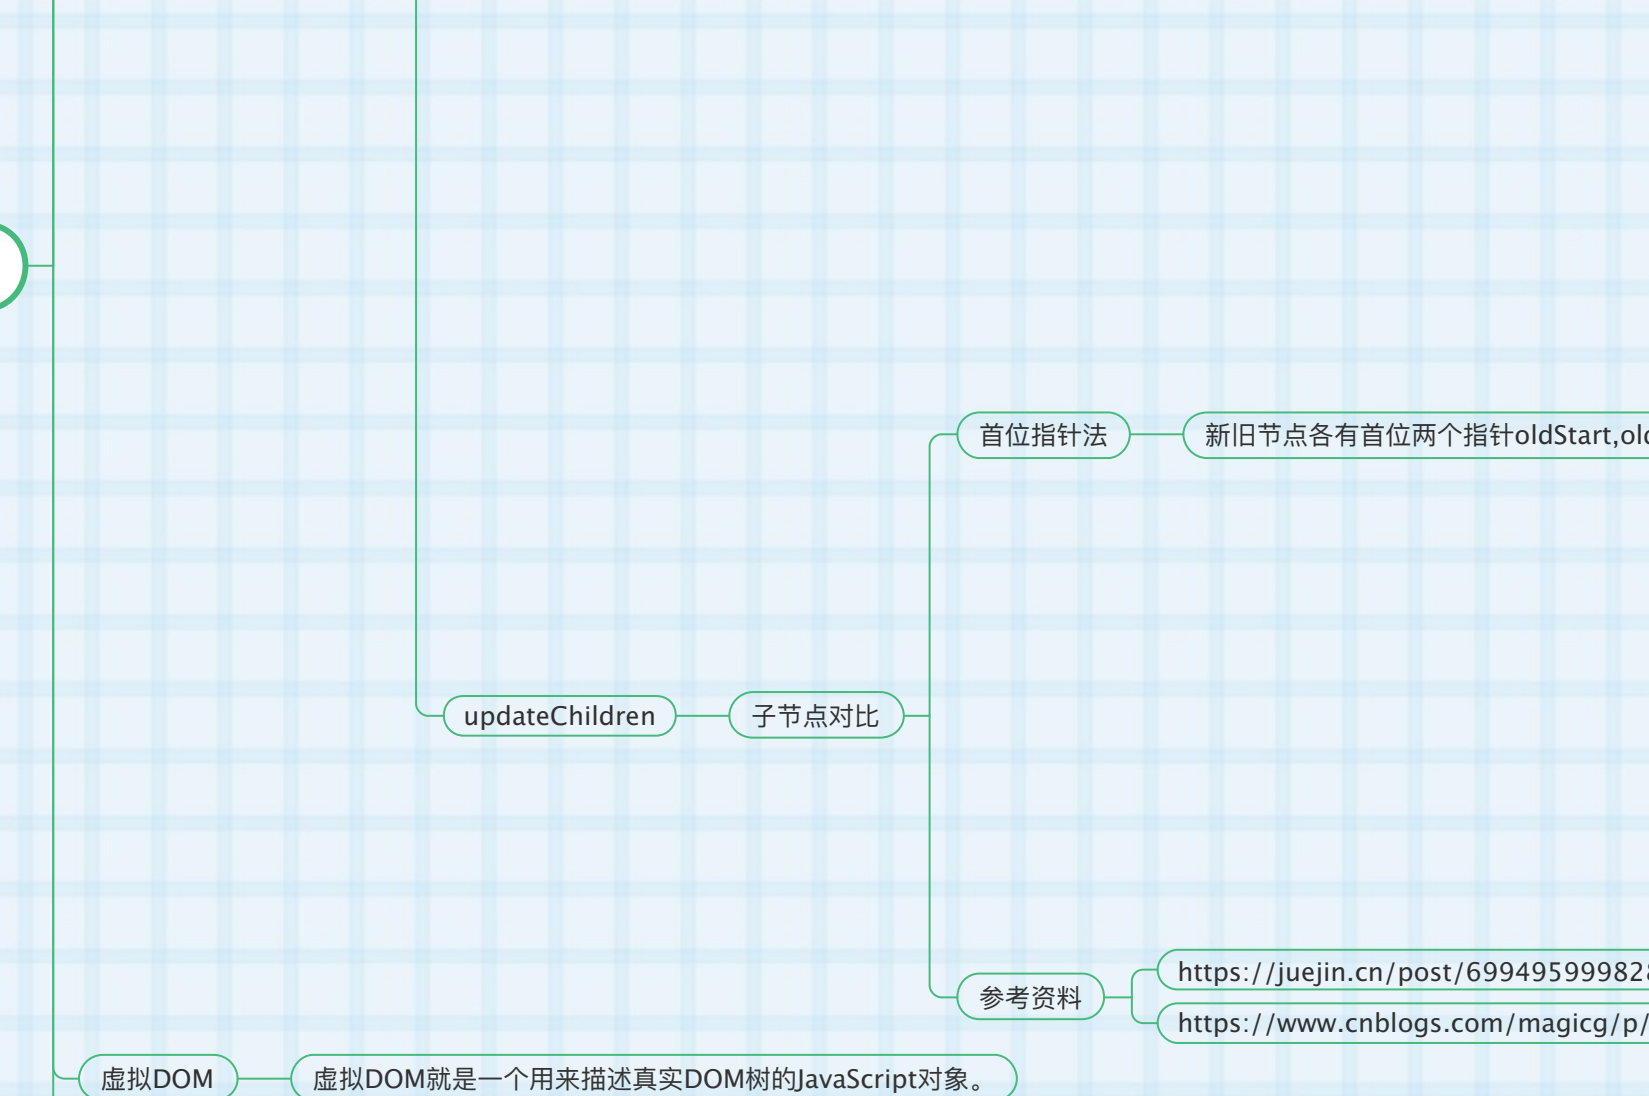 首位指针法
新旧节点各有首位两个指针oldStart,old
updateChildren
子节点对比
参考资料
https://juejin.cn/post/699495999828
https://www.cnblogs.com/magicg/p/
虚拟DOM
虚拟DOM就是一个用来描述真实DOM树的JavaScript对象。